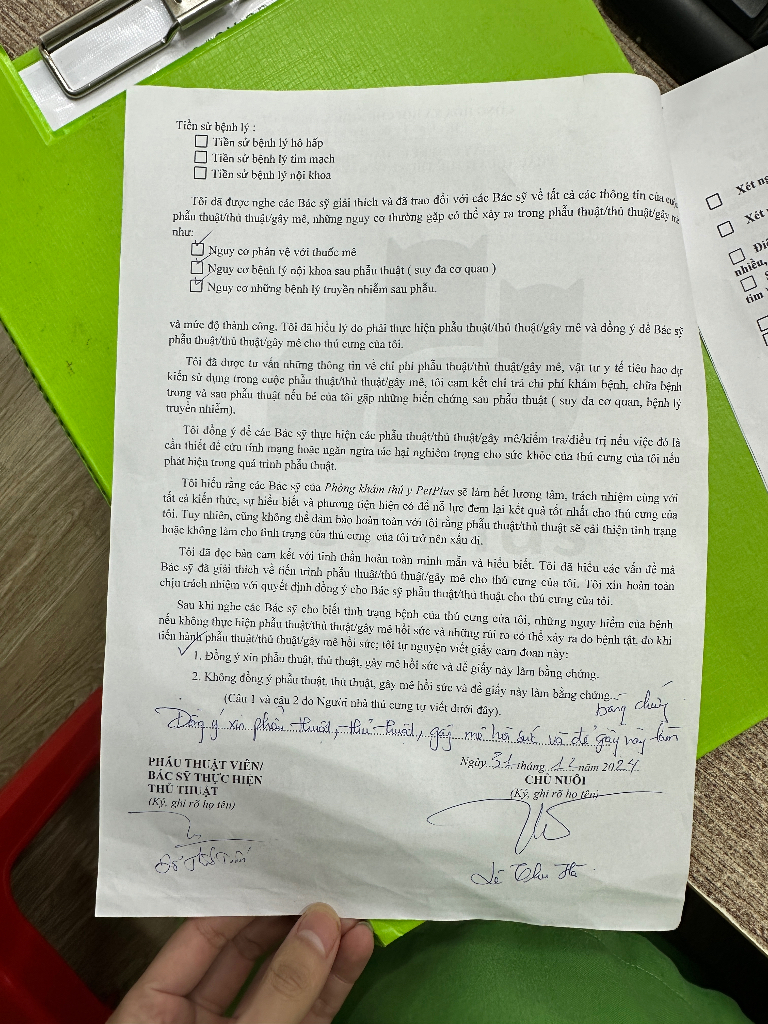 Tiền sử bệnh lý :
Tiền sử bệnh lý hô hấp
Tiền sử bệnh lý tim mạch
Tiền sử bệnh lý nội khoa
Tôi đã được nghe các Bác sỹ giải thích và đã trao đổi với các Bác sỹ về tất cả các thông tin của cuộc
phẫu thuật/thủ thuật/gây mê, những nguy cơ thường gặp có thể xảy ra trong phẫu thuật/thủ thuật/gây mê
như:
Nguy cơ phản vệ với thuốc mê
Nguy cơ bệnh lý nội khoa sau phẫu thuật ( suy đa cơ quan )
Nguy cơ những bệnh lý truyền nhiễm sau phẫu.
và mức độ thành công. Tôi đã hiểu lý do phải thực hiện phẫu thuật/thủ thuật/gây mê và đồng ý để Bác sỹ
phẫu thuật/thủ thuật/gây mê cho thú cưng của tôi.
Tôi đã được tư vấn những thông tin về chi phí phẫu thuật/thủ thuật/gây mê, vật tư y tế tiêu hao dự
kiến sử dụng trong cuộc phẫu thuật/thủ thuật/gây mê, tôi cam kết chi trả chi phí khám bệnh, chữa bệnh
trong và sau phẫu thuật nếu bé của tôi gặp những biến chứng sau phẫu thuật ( suy đa cơ quan, bệnh lý
truyền nhiễm).
Tôi đồng ý để các Bác sỹ thực hiện các phẫu thuật/thủ thuật/gây mê/kiểm tra/điều trị nếu việc đó là
cần thiết để cứu tính mạng hoặc ngăn ngừa tác hại nghiêm trọng cho sức khỏe của thú cưng của tôi nếu
phát hiện trong quá trình phẫu thuật.
Tôi hiểu rằng các Bác sỹ của Phòng khám thú y PetPlus sẽ làm hết lương tâm, trách nhiệm cùng với
tất cả kiến thức, sự hiểu biết và phương tiện hiện có để nỗ lực đem lại kết quả tốt nhất cho thú cưng của
tôi. Tuy nhiên, cũng không thể đảm bảo hoàn toàn với tôi rằng phẫu thuật/thủ thuật sẽ cải thiện tình trạng
hoặc không làm cho tình trạng của thú cưng của tôi trở nên xấu đi.
Tôi đã đọc bản cam kết với tinh thần hoàn toàn minh mẫn và hiểu biết. Tôi đã hiểu các vấn đề mà
Bác sỹ đã giải thích về tiến trình phẫu thuật/thủ thuật/gây mê cho thú cưng của tôi. Tôi xin hoàn toàn
chịu trách nhiệm với quyết định đồng ý cho Bác sỹ phẫu thuật/thủ thuật cho thú cưng của tôi.
Sau khi nghe các Bác sỹ cho biết tình trạng bệnh của thú cưng của tôi, những nguy hiểm của bệnh
nếu không thực hiện phẫu thuật/thủ thuật/gây mê hồi sức và những rủi ro có thể xảy ra do bệnh tật, do khi
tiến hành phẫu thuật/thủ thuật/gây mê hồi sức; tôi tự nguyện viết giấy cam đoan này:
1. Đồng ý xin phẫu thuật, thủ thuật, gây mê hồi sức và để giấy này làm bằng chứng.
2. Không đồng ý phẫu thuật, thủ thuật, gây mê hồi sức và để giấy này làm bằng chứng...
(Câu 1 và câu 2 do Người nhà thú cưng tự viết dưới đây).
Đồng ý xin phẫu thuật, thủ thuật, gây mê hồi sức và để giấy này làm
bằng chứng
Ngày 31 tháng 12 năm 2024
PHẪU THUẬT VIÊN/
BÁC SỸ THỰC HIỆN
THỦ THUẬT
(Ký, ghi rõ họ tên)
CHỦ NUÔI
(Ký, ghi rõ họ tên)
Lê Thu Hà
Xét ng
Xét
Điề
nhiều,
tim